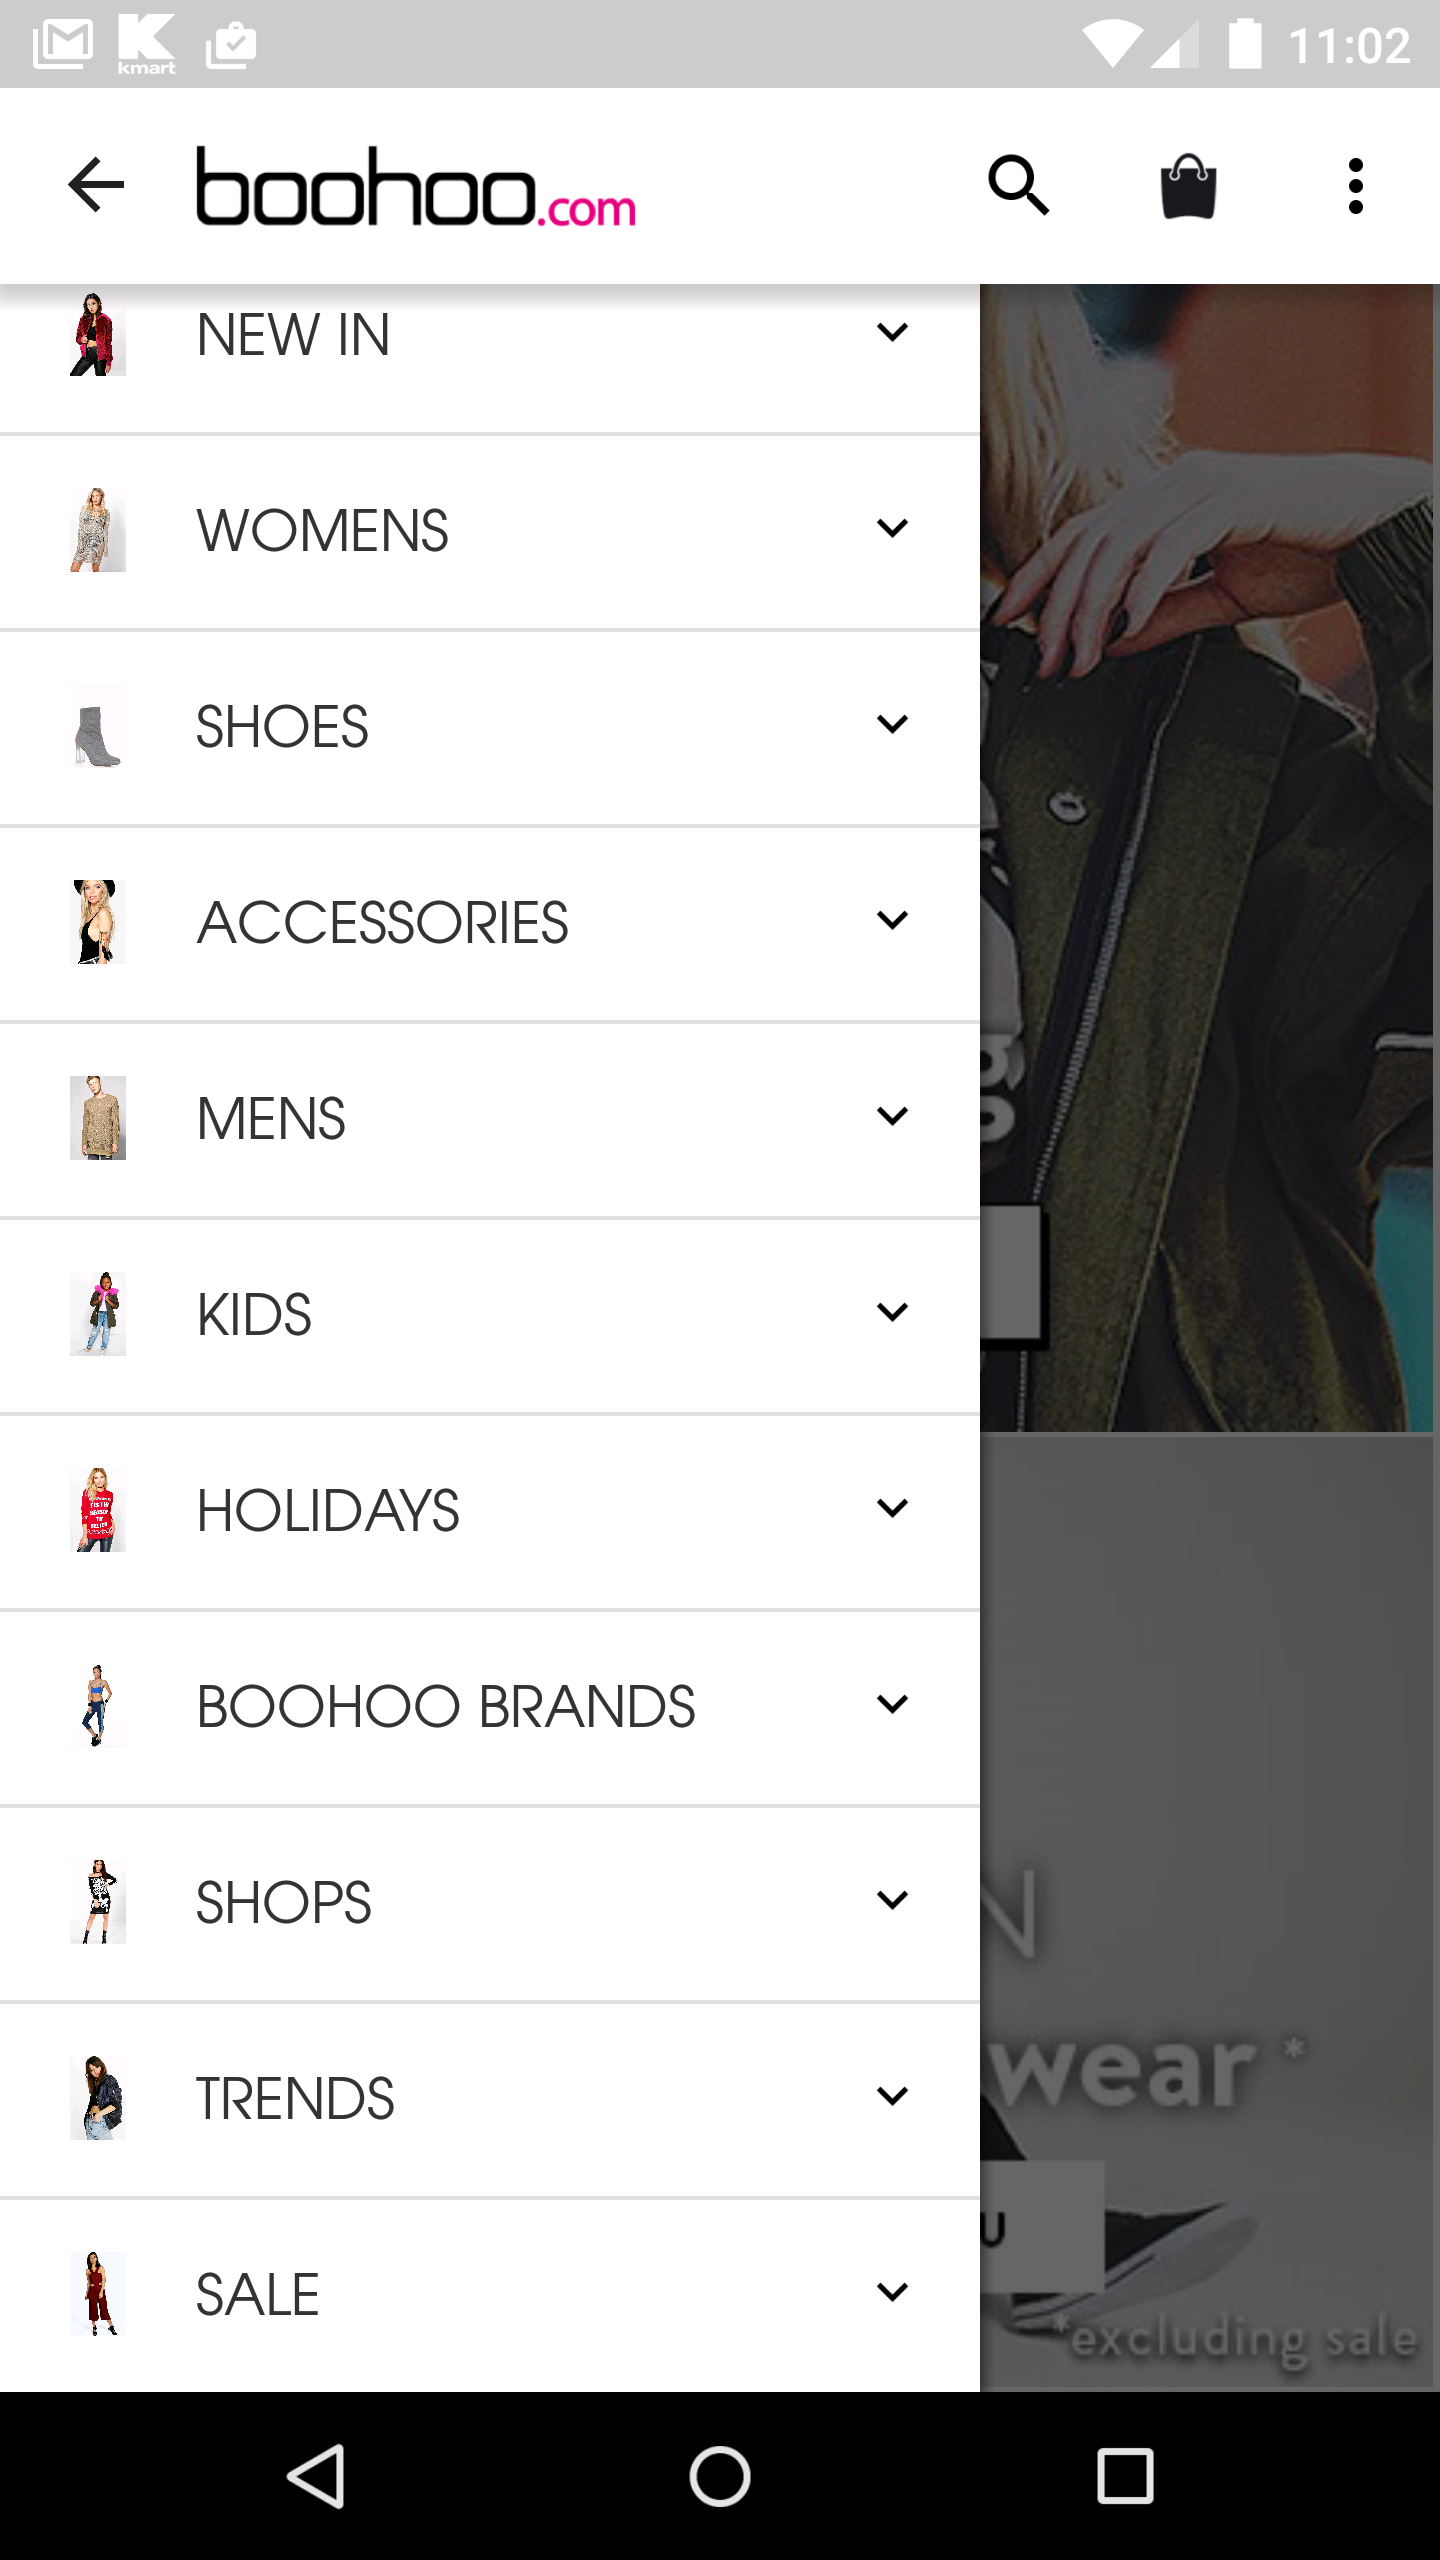 kmart
11:02
boohoo.com
NEW IN
WOMENS
SHOES
ACCESSORIES
MENS
KIDS
HOLIDAYS
BOOHOO BRANDS
SHOPS
N
wear *
TRENDS
U
SALE
*excluding sale